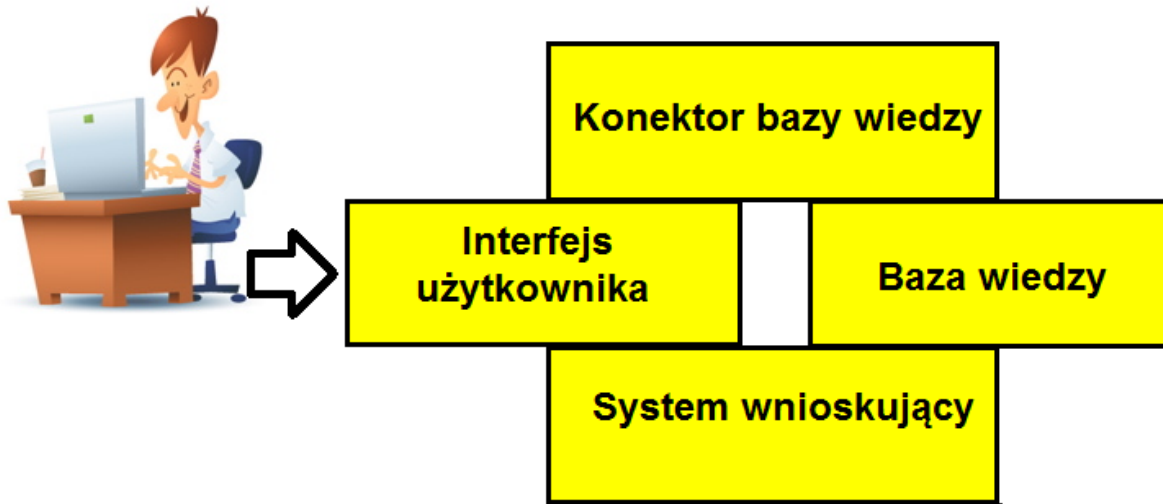 Konektor bazy wiedzy
Interfejs
użytkownika
Baza wiedzy
System wnioskujący